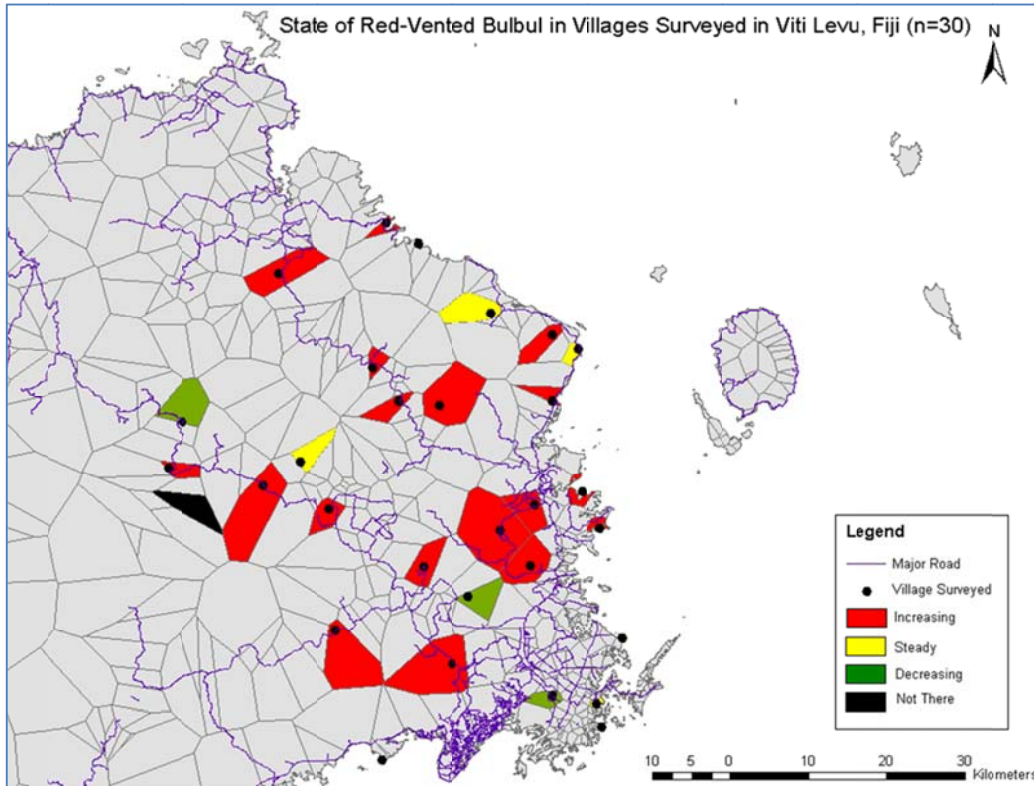 State of Red-Vented Bulbul in Villages Surveyed in Viti Levu, Fiji (n=30)
N
Legend
Major Road
Village Surveyed
Increasing
Steady
Decreasing
Not There
10 5 0 10 20 30
Kilometers